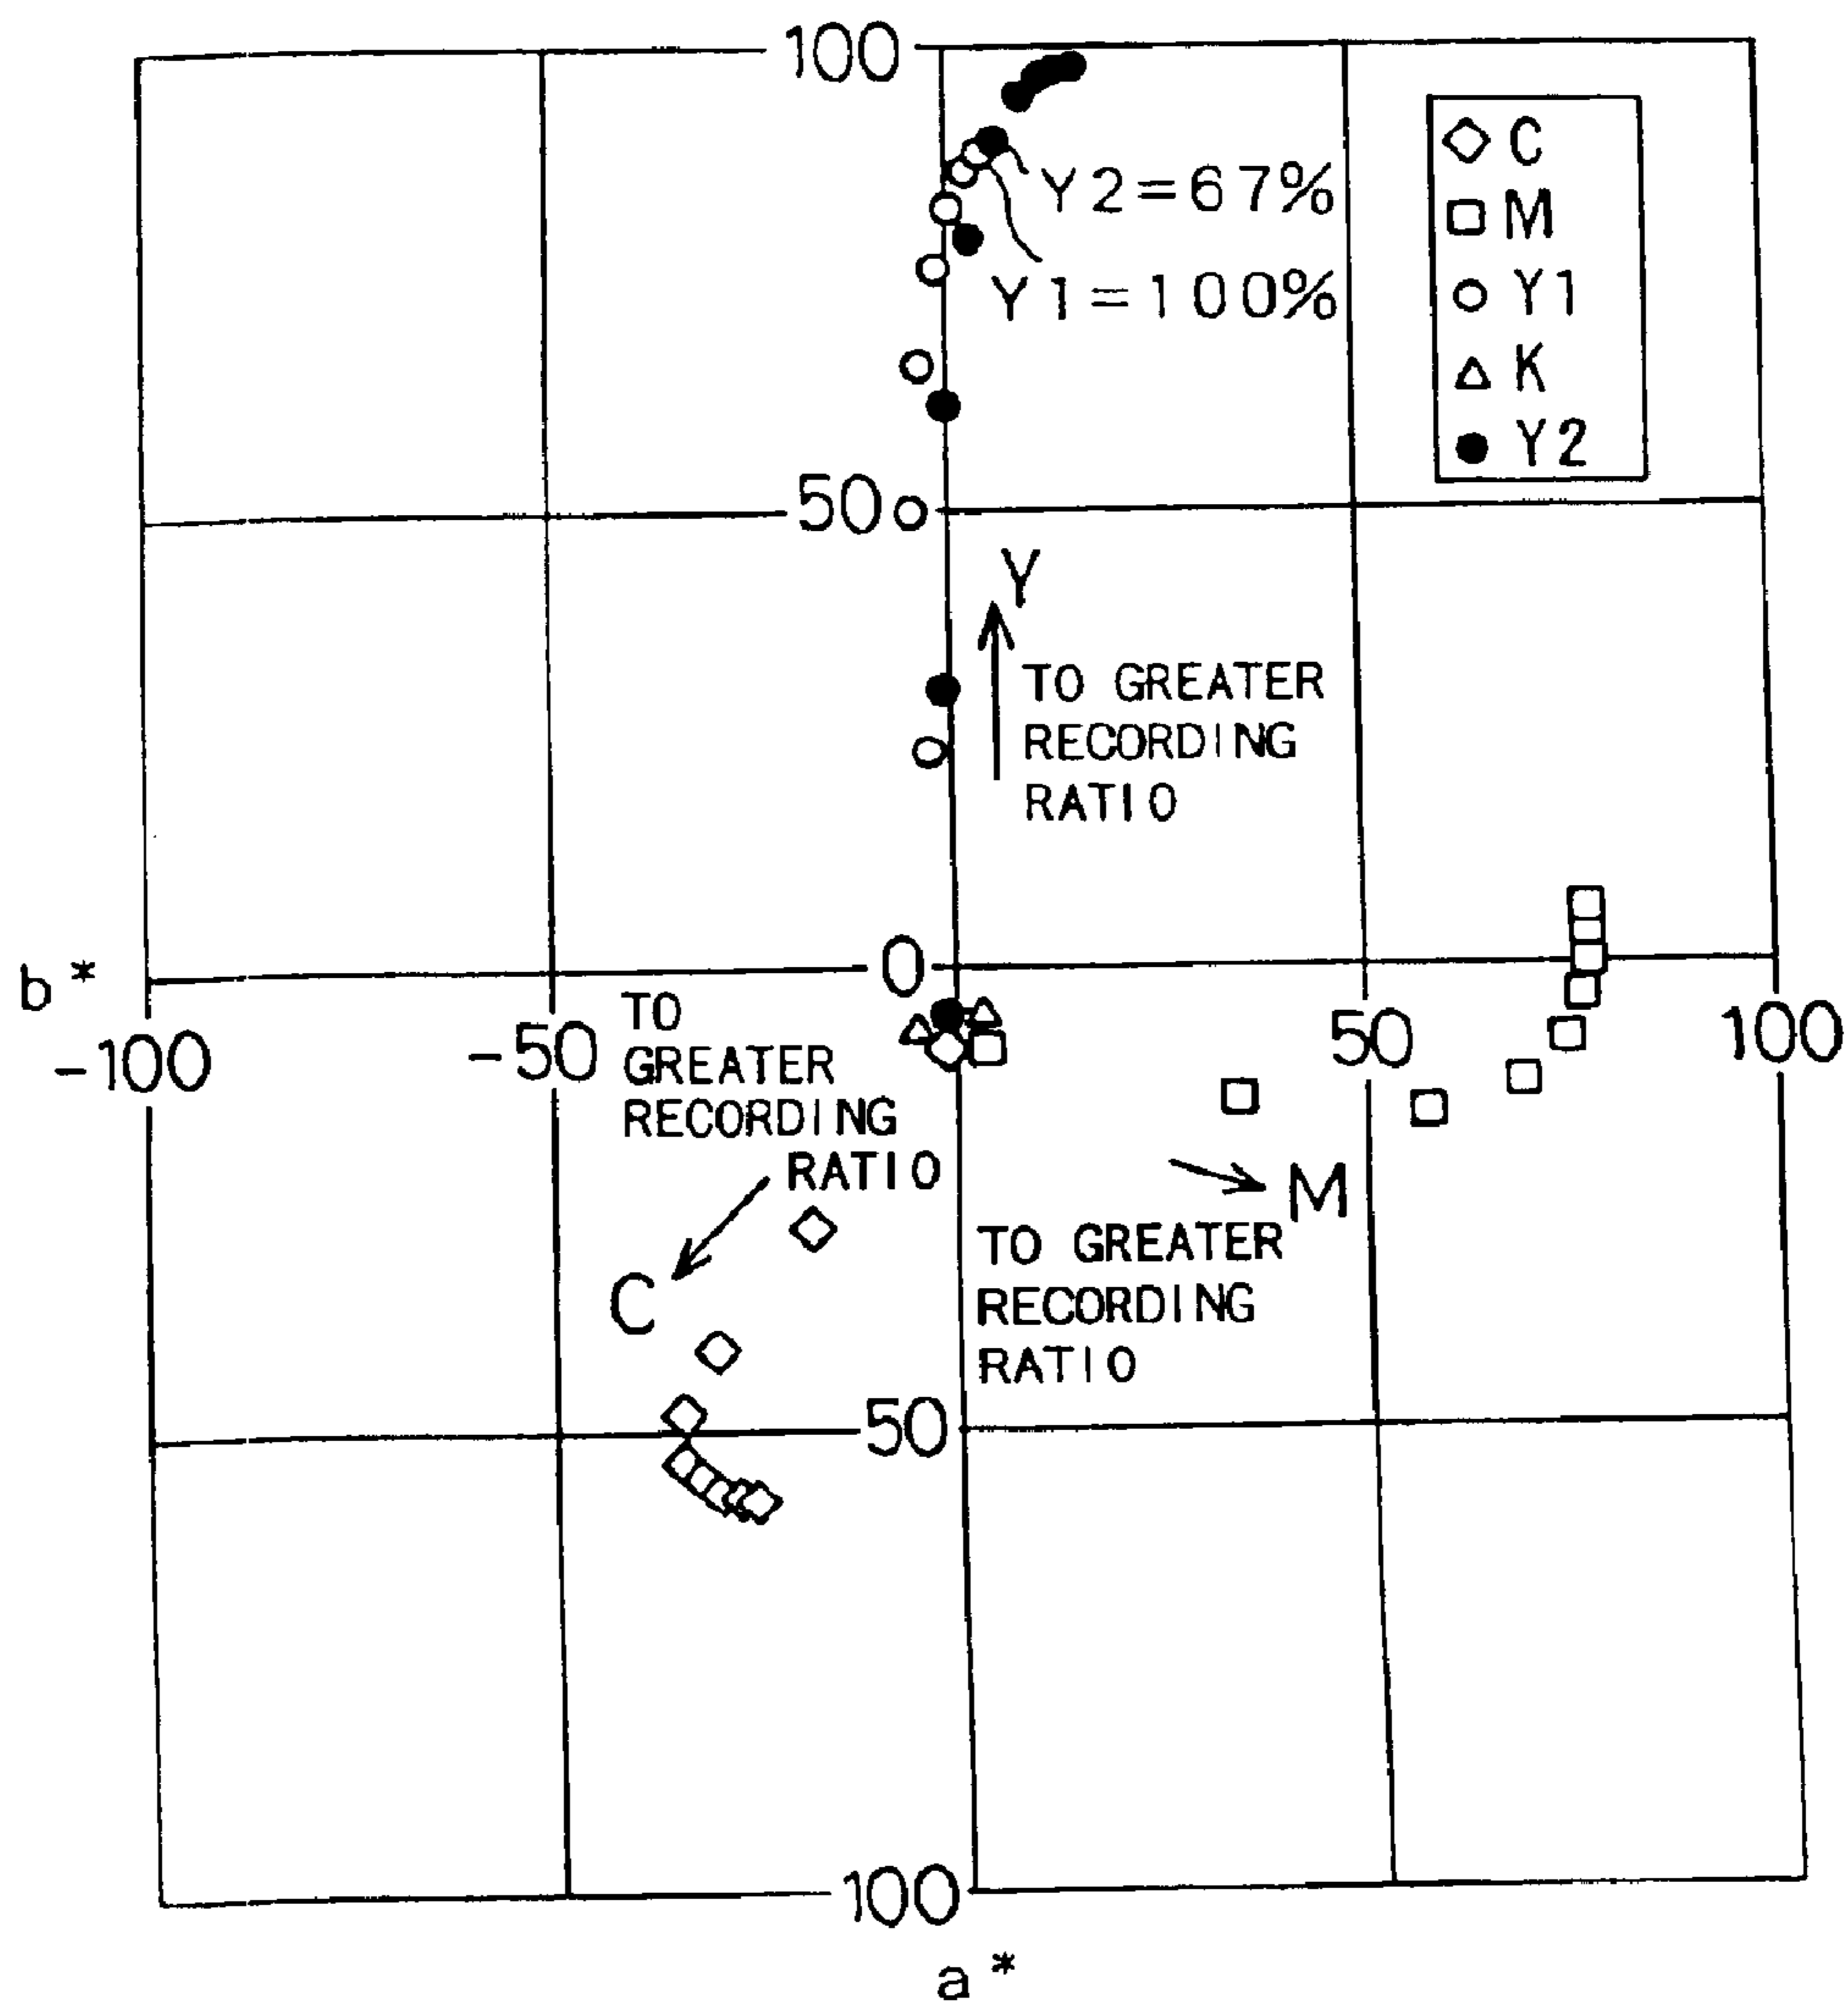 100
C
M
Y1
K
Y2
Y2=67%
Y1=100%
50
Y
TO GREATER
RECORDING
RATIO
0
b*
-100
-50
50
100
TO
GREATER
RECORDING
RATIO
C
M
TO GREATER
RECORDING
RATIO
50
100
a*